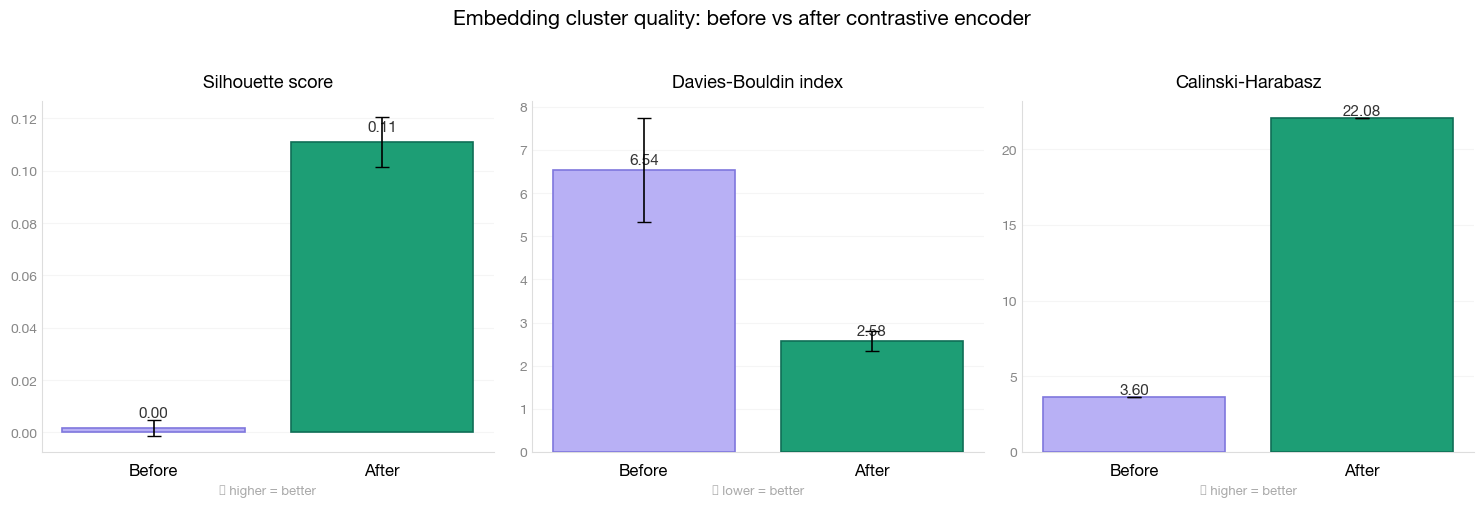 Embedding cluster quality: before vs after contrastive encoder
Silhouette score
0.12
0.10
0.08
0.06
0.04
0.02
0.00
0.00
0.11
Before
After
▯ higher = better
Davies-Bouldin index
8
7
6
5
4
3
2
1
0
6.54
2.58
Before
After
▯ lower = better
Calinski-Harabasz
20
15
10
5
0
3.60
22.08
Before
After
▯ higher = better